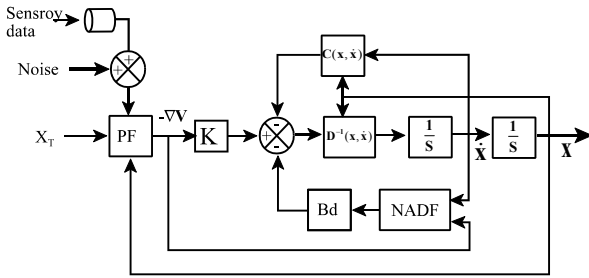 Sensroy
data
Noise
+
+
X_T
PF
-∇V
K
+
-
-
C(x, ẋ)
D⁻¹(x, ẋ)
1
S
ẋ
1
S
x
Bd
NADF